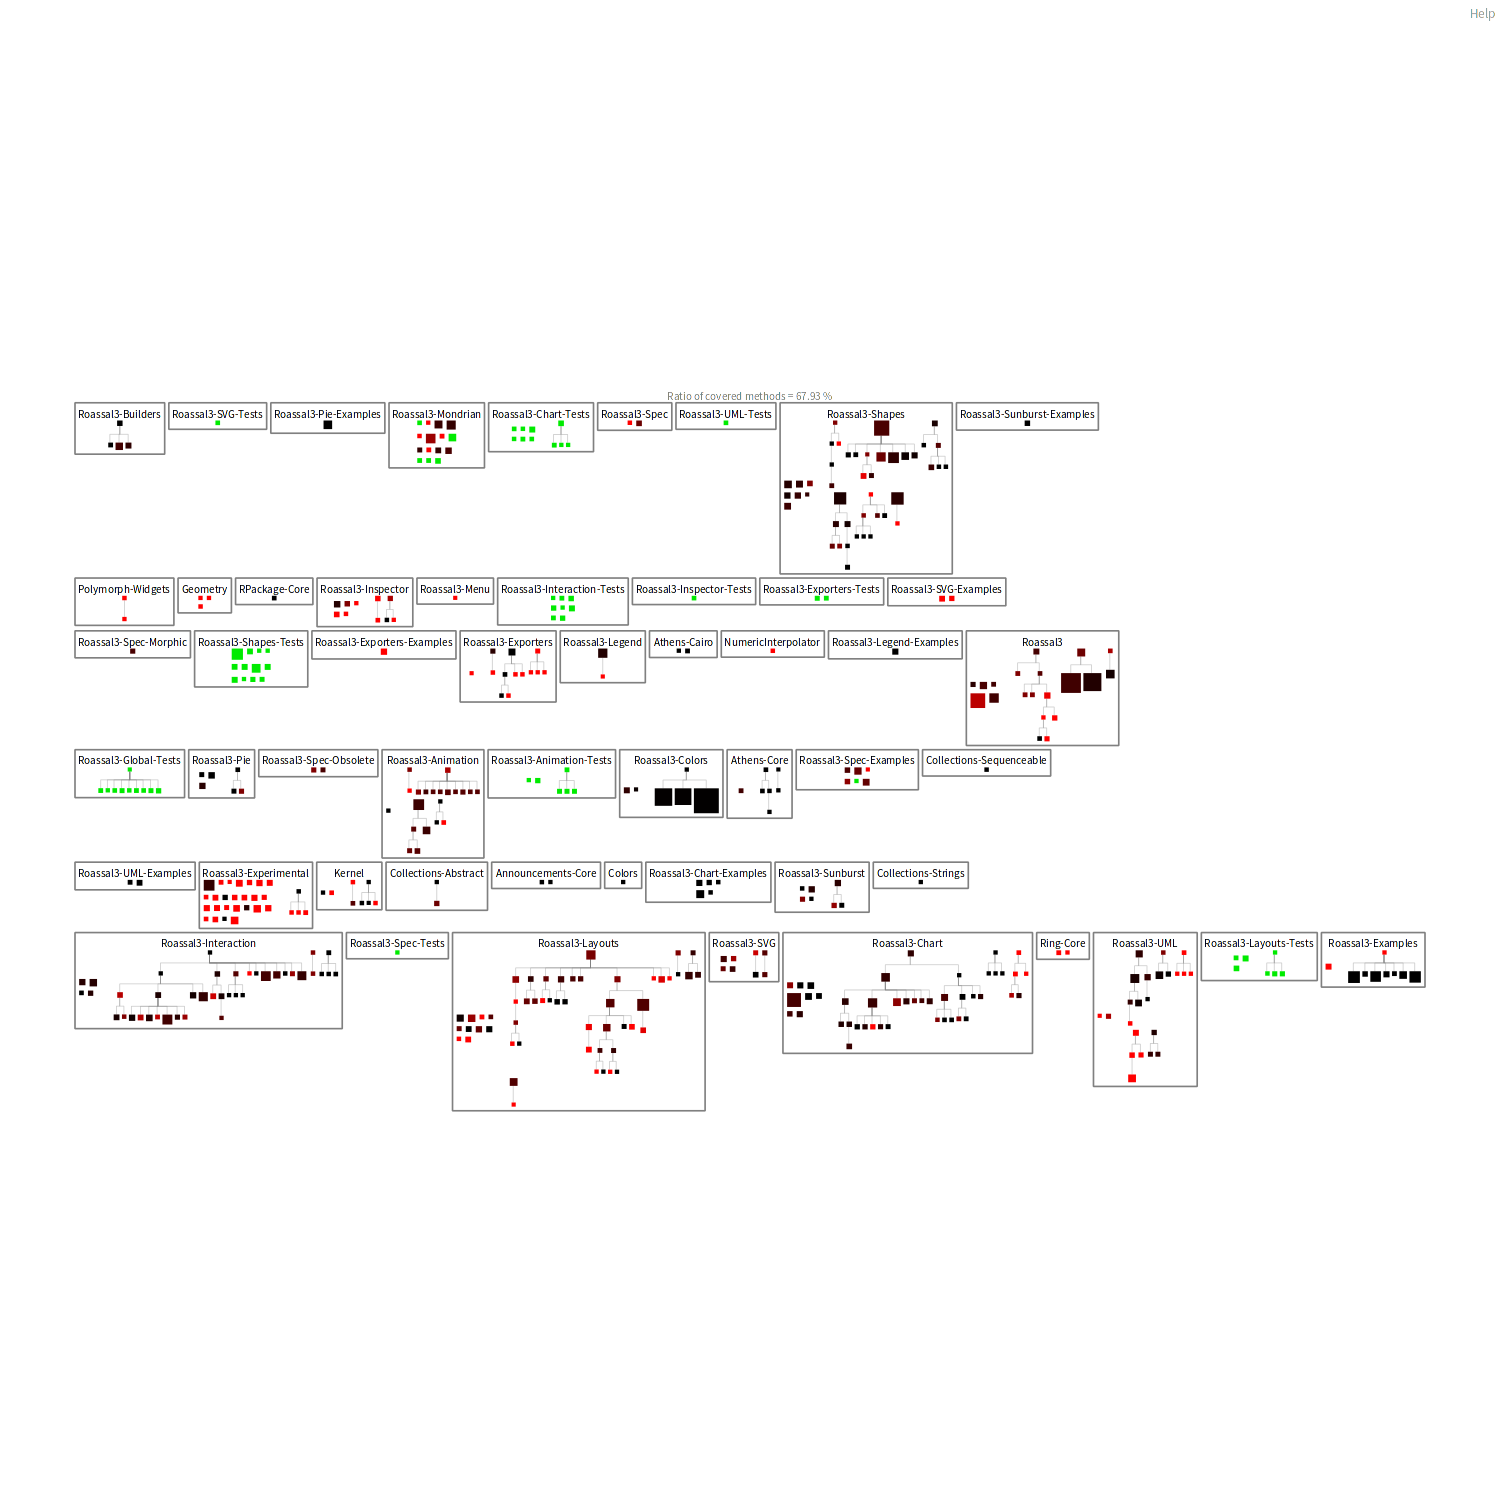 Help
Ratio of covered methods = 67.93 %
Roassal3-Builders
Roassal3-SVG-Tests
Roassal3-Pie-Examples
Roassal3-Mondrian
Roassal3-Chart-Tests
Roassal3-Spec
Roassal3-UML-Tests
Roassal3-Shapes
Roassal3-Sunburst-Examples
Polymorph-Widgets
Geometry
RPackage-Core
Roassal3-Inspector
Roassal3-Menu
Roassal3-Interaction-Tests
Roassal3-Inspector-Tests
Roassal3-Exporters-Tests
Roassal3-SVG-Examples
Roassal3-Spec-Morphic
Roassal3-Shapes-Tests
Roassal3-Exporters-Examples
Roassal3-Exporters
Roassal3-Legend
Athens-Cairo
NumericInterpolator
Roassal3-Legend-Examples
Roassal3
Roassal3-Global-Tests
Roassal3-Pie
Roassal3-Spec-Obsolete
Roassal3-Animation
Roassal3-Animation-Tests
Roassal3-Colors
Athens-Core
Roassal3-Spec-Examples
Collections-Sequenceable
Roassal3-UML-Examples
Roassal3-Experimental
Kernel
Collections-Abstract
Announcements-Core
Colors
Roassal3-Chart-Examples
Roassal3-Sunburst
Collections-Strings
Roassal3-Interaction
Roassal3-Spec-Tests
Roassal3-Layouts
Roassal3-SVG
Roassal3-Chart
Ring-Core
Roassal3-UML
Roassal3-Layouts-Tests
Roassal3-Examples